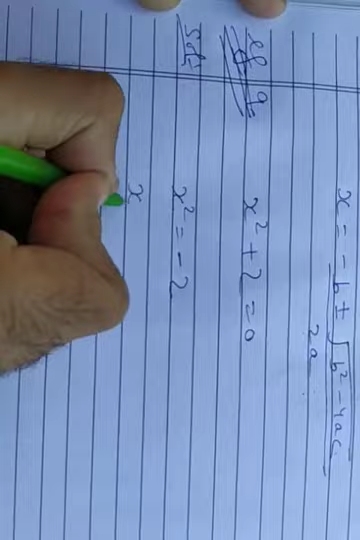 x = -b ± √b² - 4ac
2a
x² + 2 = 0
Sol:
x² = -2
x